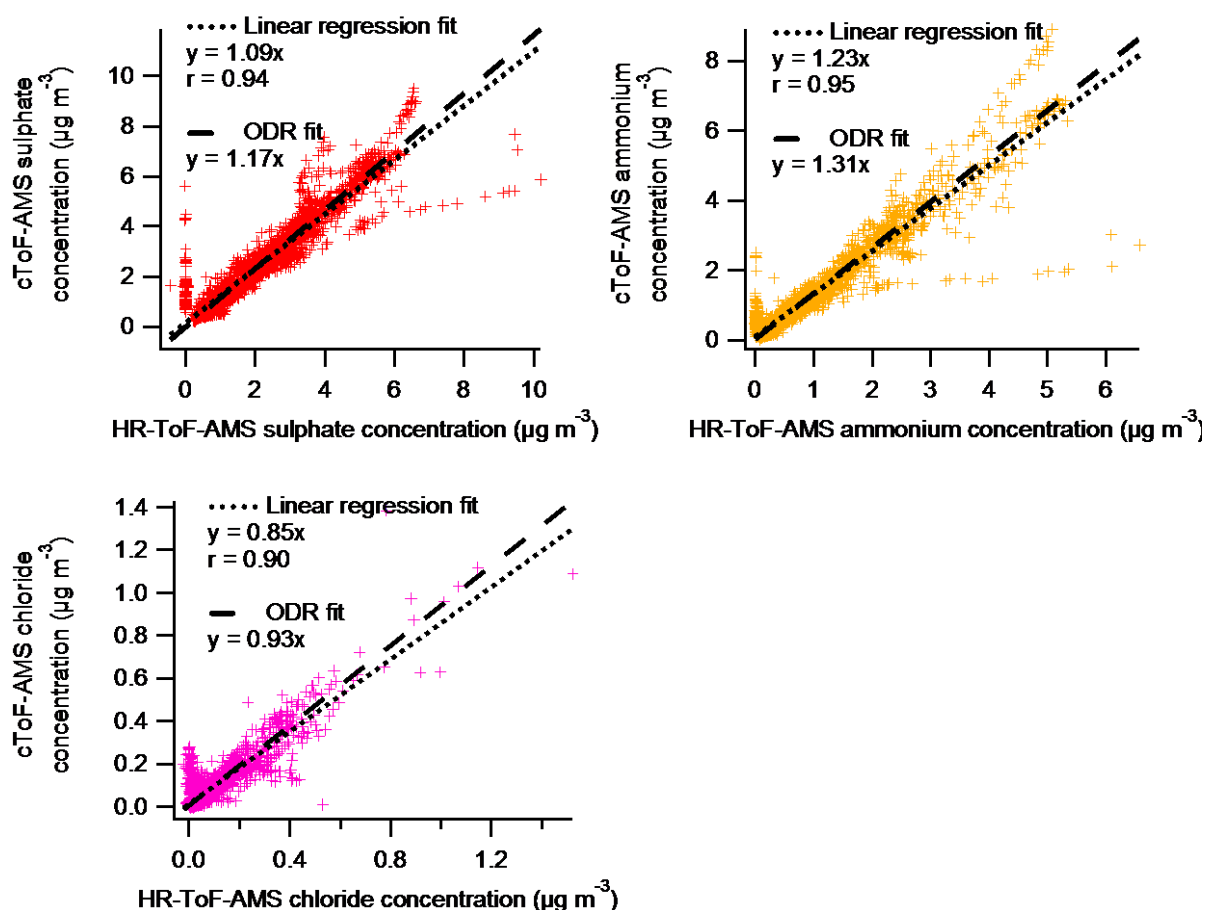 Linear regression fit
y = 1.09x
r = 0.94
ODR fit
y = 1.17x
cToF-AMS sulphate
concentration (µg m⁻³)
10
8
6
4
2
0
0 2 4 6 8 10
HR-ToF-AMS sulphate concentration (µg m⁻³)
Linear regression fit
y = 1.23x
r = 0.95
ODR fit
y = 1.31x
cToF-AMS ammonium
concentration (µg m⁻³)
8
6
4
2
0
0 1 2 3 4 5 6
HR-ToF-AMS ammonium concentration (µg m⁻³)
Linear regression fit
y = 0.85x
r = 0.90
ODR fit
y = 0.93x
cToF-AMS chloride
concentration (µg m⁻³)
1.4
1.2
1.0
0.8
0.6
0.4
0.2
0.0
0.0 0.4 0.8 1.2
HR-ToF-AMS chloride concentration (µg m⁻³)